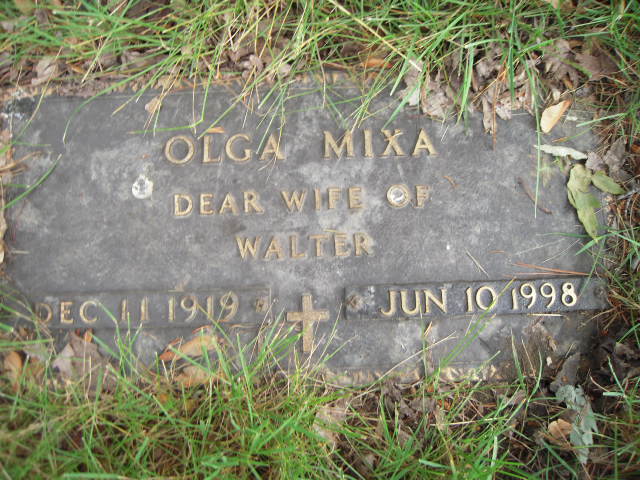 OLGA MIXA
DEAR WIFE OF
WALTER
DEC 11 1919 JUN 10 1998